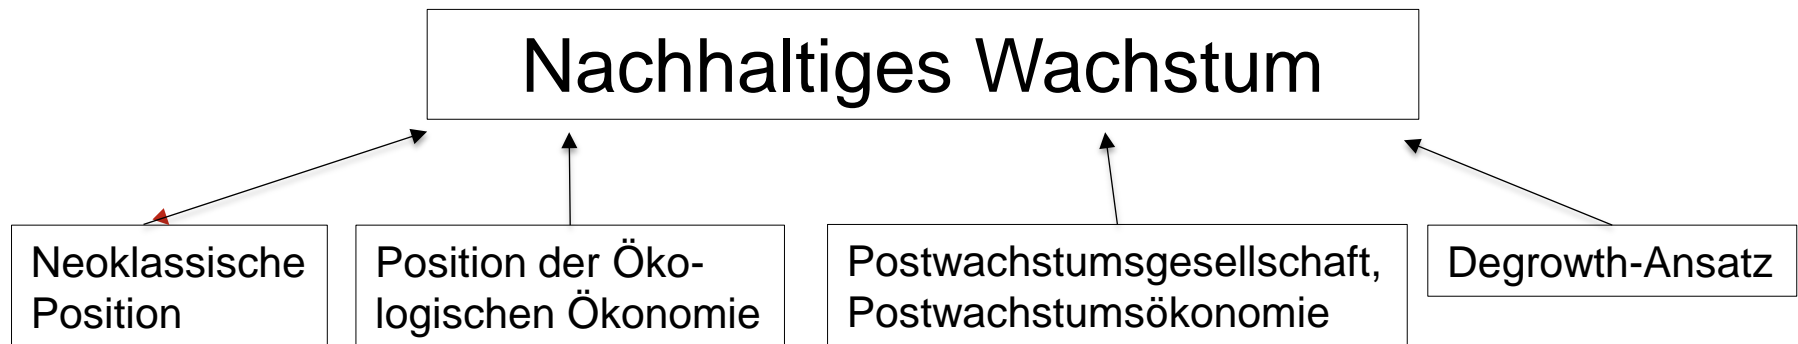 Nachhaltiges Wachstum
Neoklassische
Position
Position der Öko-
logischen Ökonomie
Postwachstumsgesellschaft,
Postwachstumsökonomie
Degrowth-Ansatz